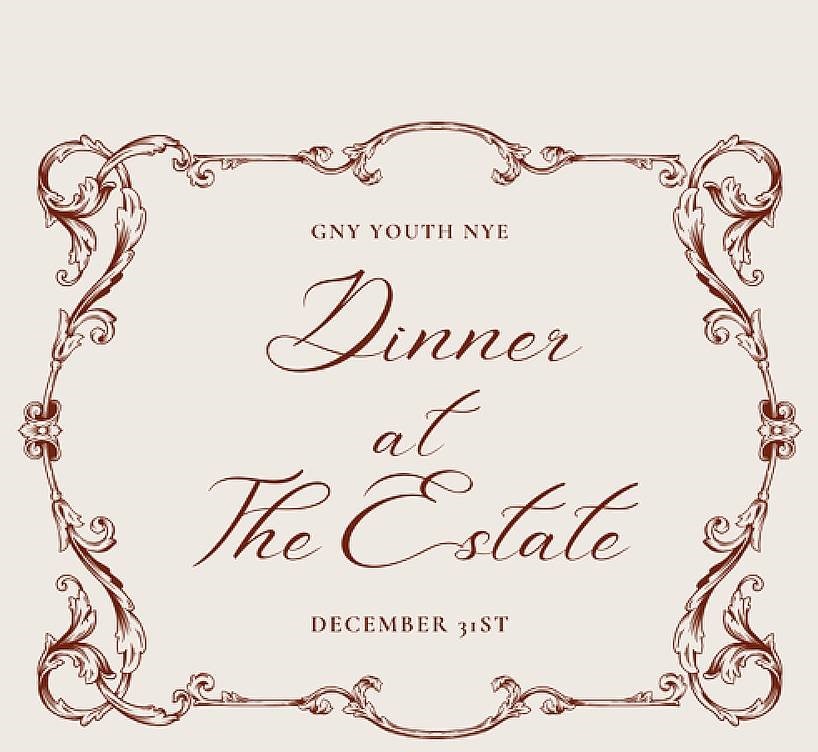 GNY YOUTH NYE
Dinner
at
The Estate
DECEMBER 31ST